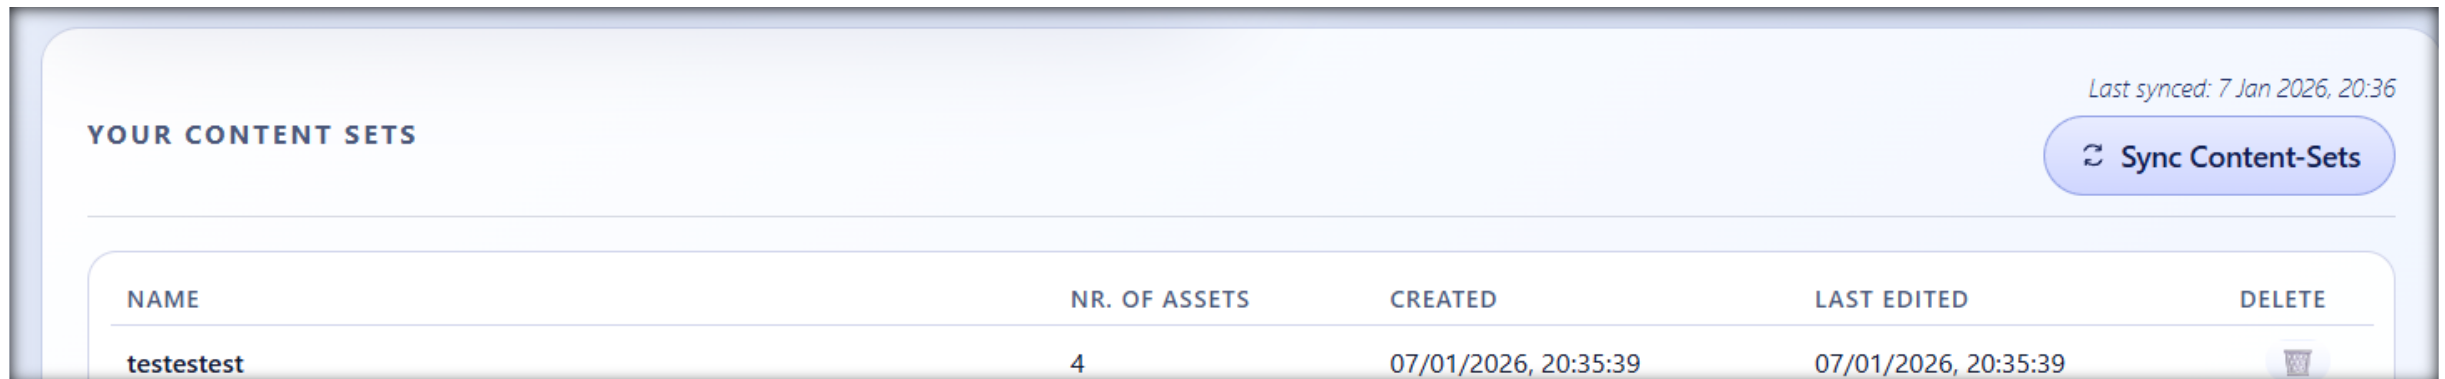 Last synced: 7 Jan 2026, 20:36
YOUR CONTENT SETS
Sync Content-Sets
NAME NR. OF ASSETS CREATED LAST EDITED DELETE
testestest 4 07/01/2026, 20:35:39 07/01/2026, 20:35:39